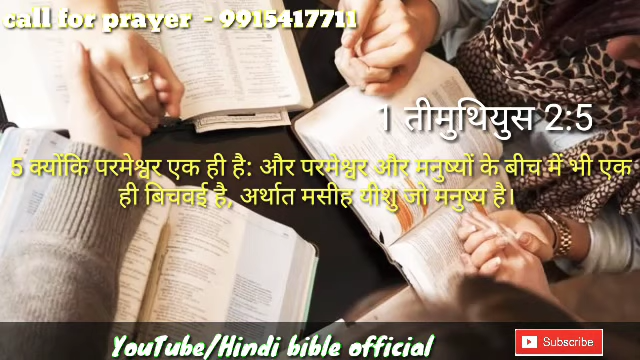 call for prayer - 9915417711
1 तीमुथियुस 2:5
5 क्योंकि परमेश्वर एक ही है: और परमेश्वर और मनुष्यों के बीच में भी एक
ही बिचवई है, अर्थात मसीह यीशु जो मनुष्य है।
YouTube/Hindi bible official
Subscribe